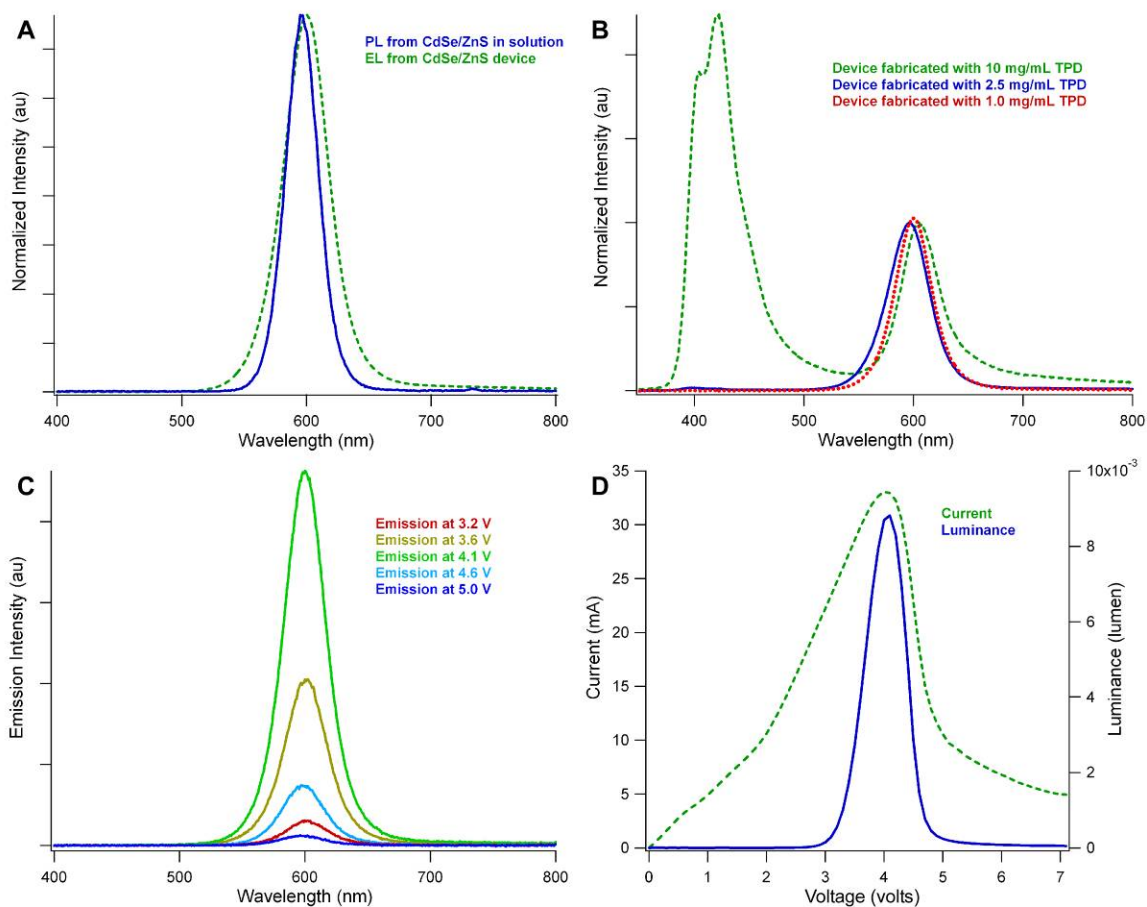 A
PL from CdSe/ZnS in solution
EL from CdSe/ZnS device
Normalized Intensity (au)
400
500
600
700
800
Wavelength (nm)
B
Device fabricated with 10 mg/mL TPD
Device fabricated with 2.5 mg/mL TPD
Device fabricated with 1.0 mg/mL TPD
Normalized Intensity (au)
400
500
600
700
800
Wavelength (nm)
C
Emission at 3.2 V
Emission at 3.6 V
Emission at 4.1 V
Emission at 4.6 V
Emission at 5.0 V
Emission Intensity (au)
400
500
600
700
800
Wavelength (nm)
D
Current
Luminance
Current (mA)
35
30
25
20
15
10
5
0
10x10⁻³
8
6
4
2
0
Luminance (lumen)
0
1
2
3
4
5
6
7
Voltage (volts)